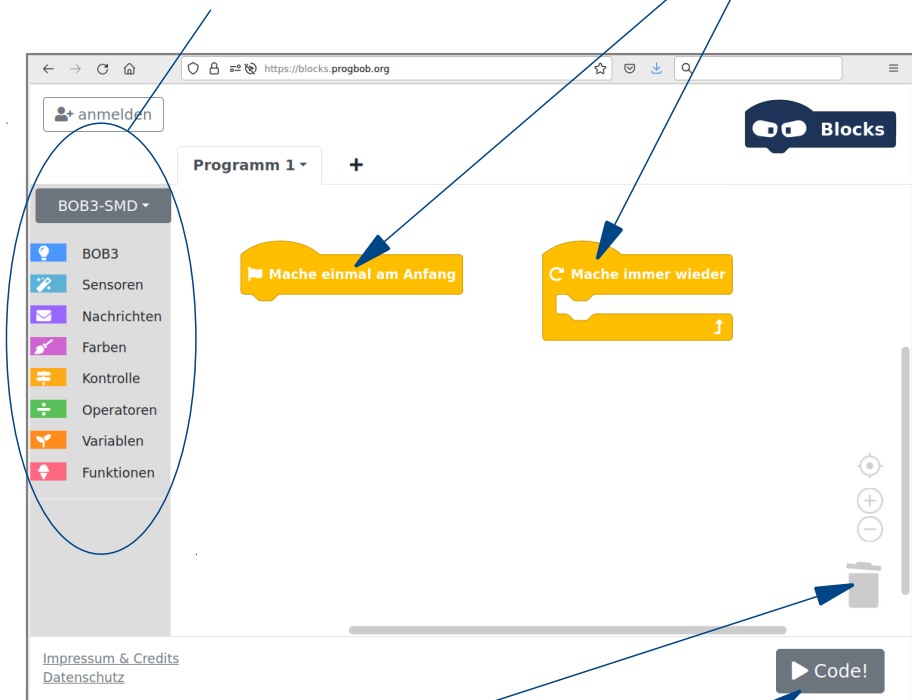 https://blocks.progbob.org
anmelden
Blocks
Programm 1
+
BOB3-SMD
BOB3
Sensoren
Nachrichten
Farben
Kontrolle
Operatoren
Variablen
Funktionen
Mache einmal am Anfang
Mache immer wieder
Impressum & Credits
Datenschutz
Code!